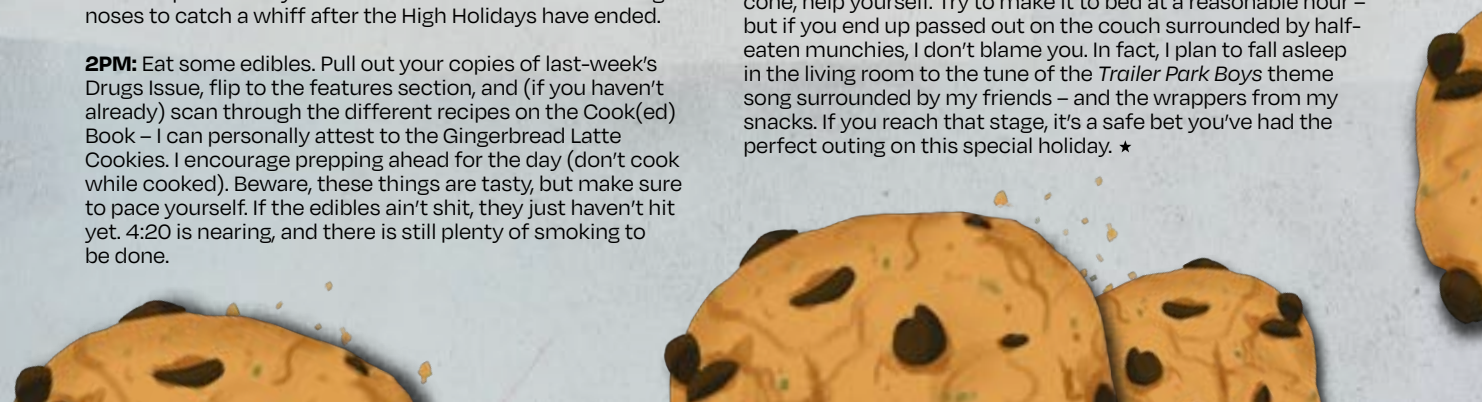 noses to catch a whiff after the High Holidays have ended.
2PM: Eat some edibles. Pull out your copies of last-week's
Drugs Issue, flip to the features section, and (if you haven't
already) scan through the different recipes on the Cook(ed)
Book – I can personally attest to the Gingerbread Latte
Cookies. I encourage prepping ahead for the day (don't cook
while cooked). Beware, these things are tasty, but make sure
to pace yourself. If the edibles ain't shit, they just haven't hit
yet. 4:20 is nearing, and there is still plenty of smoking to
be done.
cone, help yourself. Try to make it to bed at a reasonable hour –
but if you end up passed out on the couch surrounded by half-
eaten munchies, I don't blame you. In fact, I plan to fall asleep
in the living room to the tune of the Trailer Park Boys theme
song surrounded by my friends – and the wrappers from my
snacks. If you reach that stage, it's a safe bet you've had the
perfect outing on this special holiday. ★